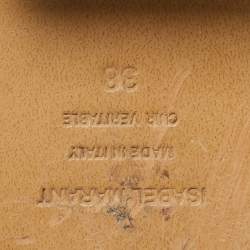 38
CUIR VERITABLE
MADE IN ITALY
ISABEL MARANT